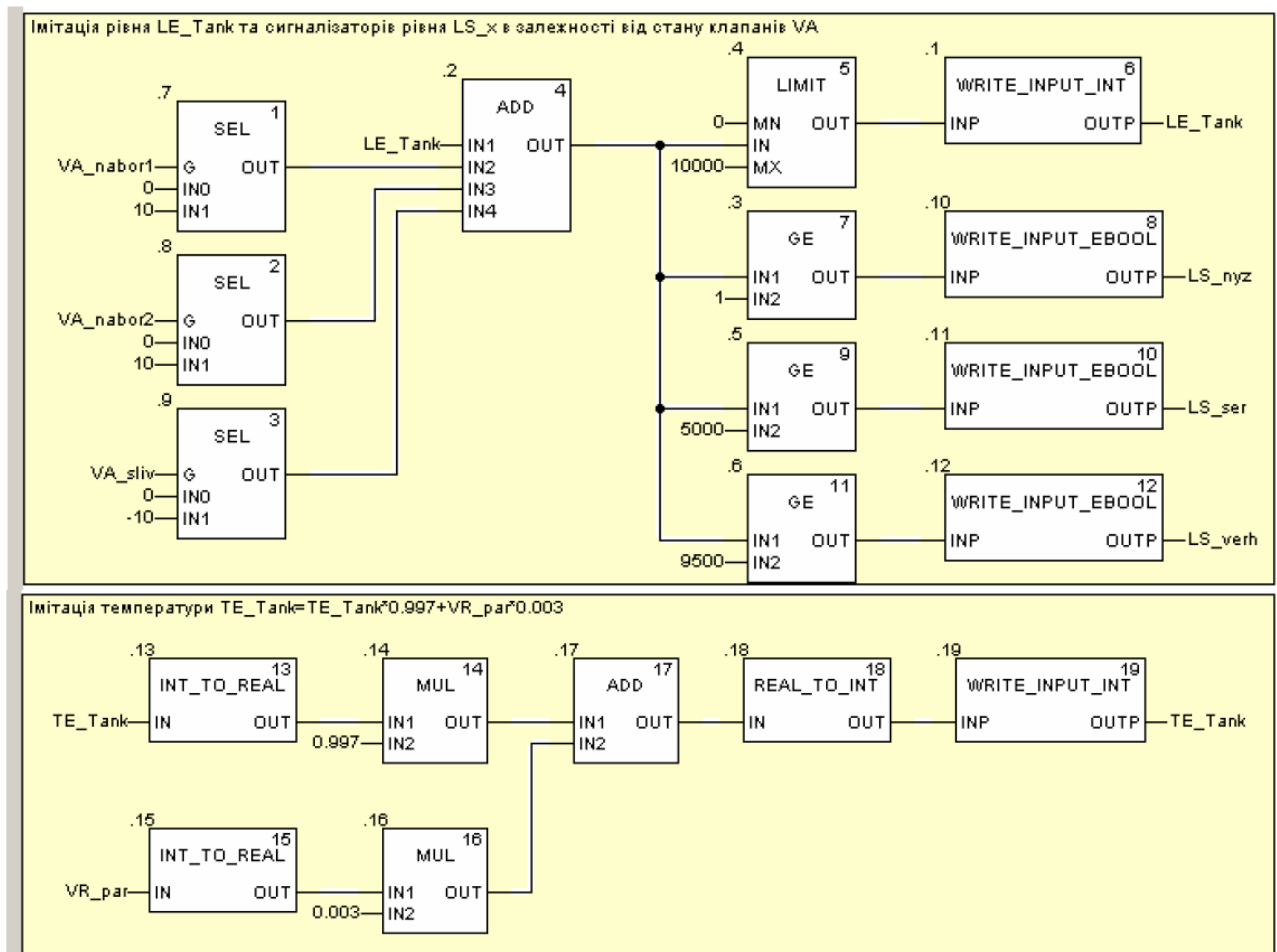 Імітація рівня LE_Tank та сигналізаторів рівня LS_x в залежності від стану клапанів VA
.7
1
SEL
VA_nabor1
G
OUT
0
IN0
10
IN1
.8
2
SEL
VA_nabor2
G
OUT
0
IN0
10
IN1
.9
3
SEL
VA_sliv
G
OUT
0
IN0
-10
IN1
.2
4
ADD
LE_Tank
IN1
OUT
IN2
IN3
IN4
.4
5
LIMIT
0
MN
OUT
IN
10000
MX
.1
6
WRITE_INPUT_INT
INP
OUTP
LE_Tank
.3
7
GE
IN1
OUT
1
IN2
.10
8
WRITE_INPUT_EBOOL
INP
OUTP
LS_nyz
.5
9
GE
IN1
OUT
5000
IN2
.11
10
WRITE_INPUT_EBOOL
INP
OUTP
LS_ser
.6
11
GE
IN1
OUT
9500
IN2
.12
12
WRITE_INPUT_EBOOL
INP
OUTP
LS_verh
Імітація температури TE_Tank=TE_Tank*0.997+VR_par*0.003
.13
13
INT_TO_REAL
TE_Tank
IN
OUT
.14
14
MUL
IN1
OUT
0.997
IN2
.17
17
ADD
IN1
OUT
IN2
.18
18
REAL_TO_INT
IN
OUT
.19
19
WRITE_INPUT_INT
INP
OUTP
TE_Tank
.15
15
INT_TO_REAL
VR_par
IN
OUT
.16
16
MUL
IN1
OUT
0.003
IN2